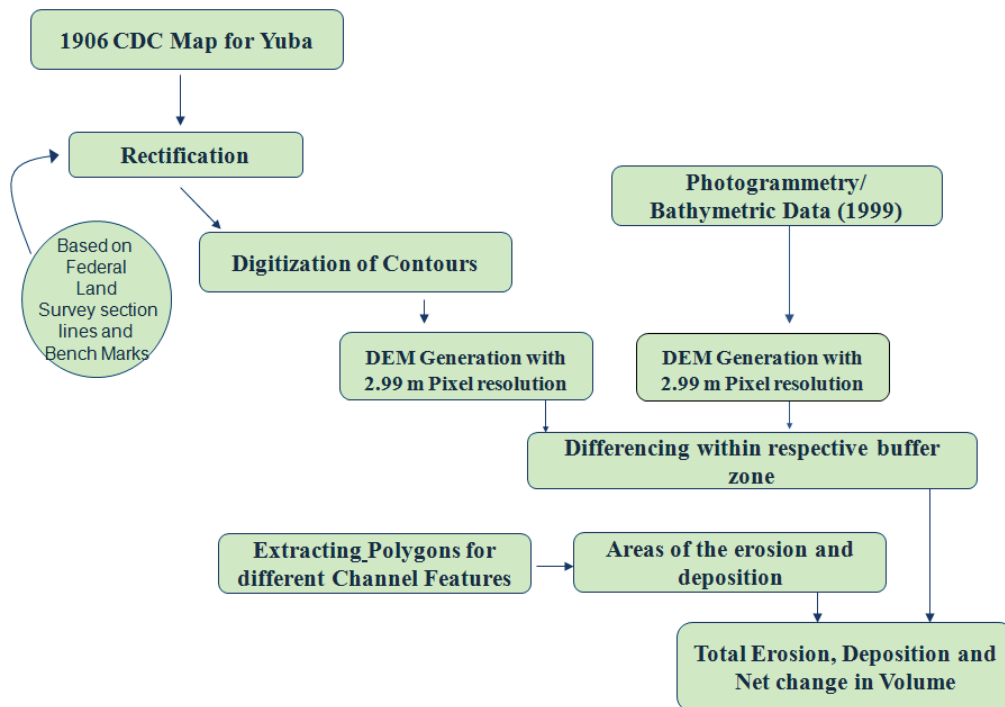 1906 CDC Map for Yuba
Rectification
Based on
Federal
Land
Survey section
lines and
Bench Marks
Digitization of Contours
Photogrammetry/
Bathymetric Data (1999)
DEM Generation with
2.99 m Pixel resolution
DEM Generation with
2.99 m Pixel resolution
Differencing within respective buffer
zone
Extracting Polygons for
different Channel Features
Areas of the erosion and
deposition
Total Erosion, Deposition and
Net change in Volume